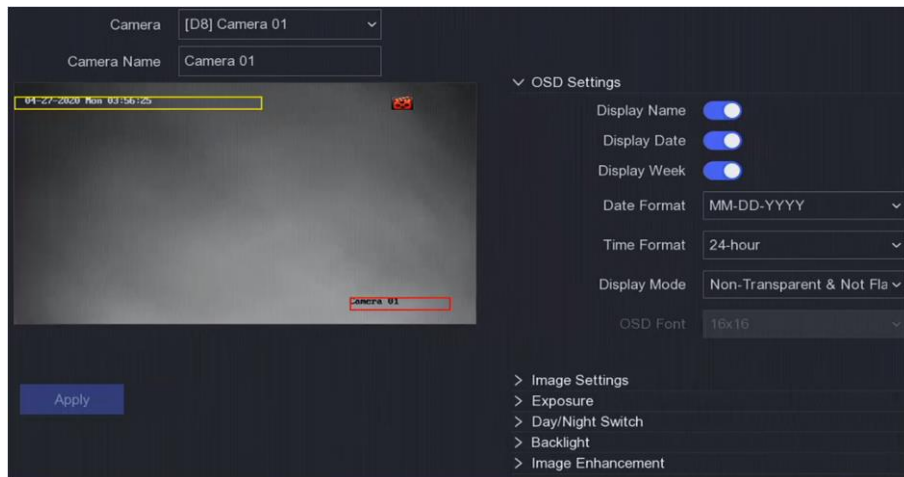 Camera [D8] Camera 01
Camera Name Camera 01
04-27-2020 Mon 03:56:25
Camera 01
Apply
OSD Settings
Display Name
Display Date
Display Week
Date Format MM-DD-YYYY
Time Format 24-hour
Display Mode Non-Transparent & Not Fla
OSD Font 16x16
Image Settings
Exposure
Day/Night Switch
Backlight
Image Enhancement